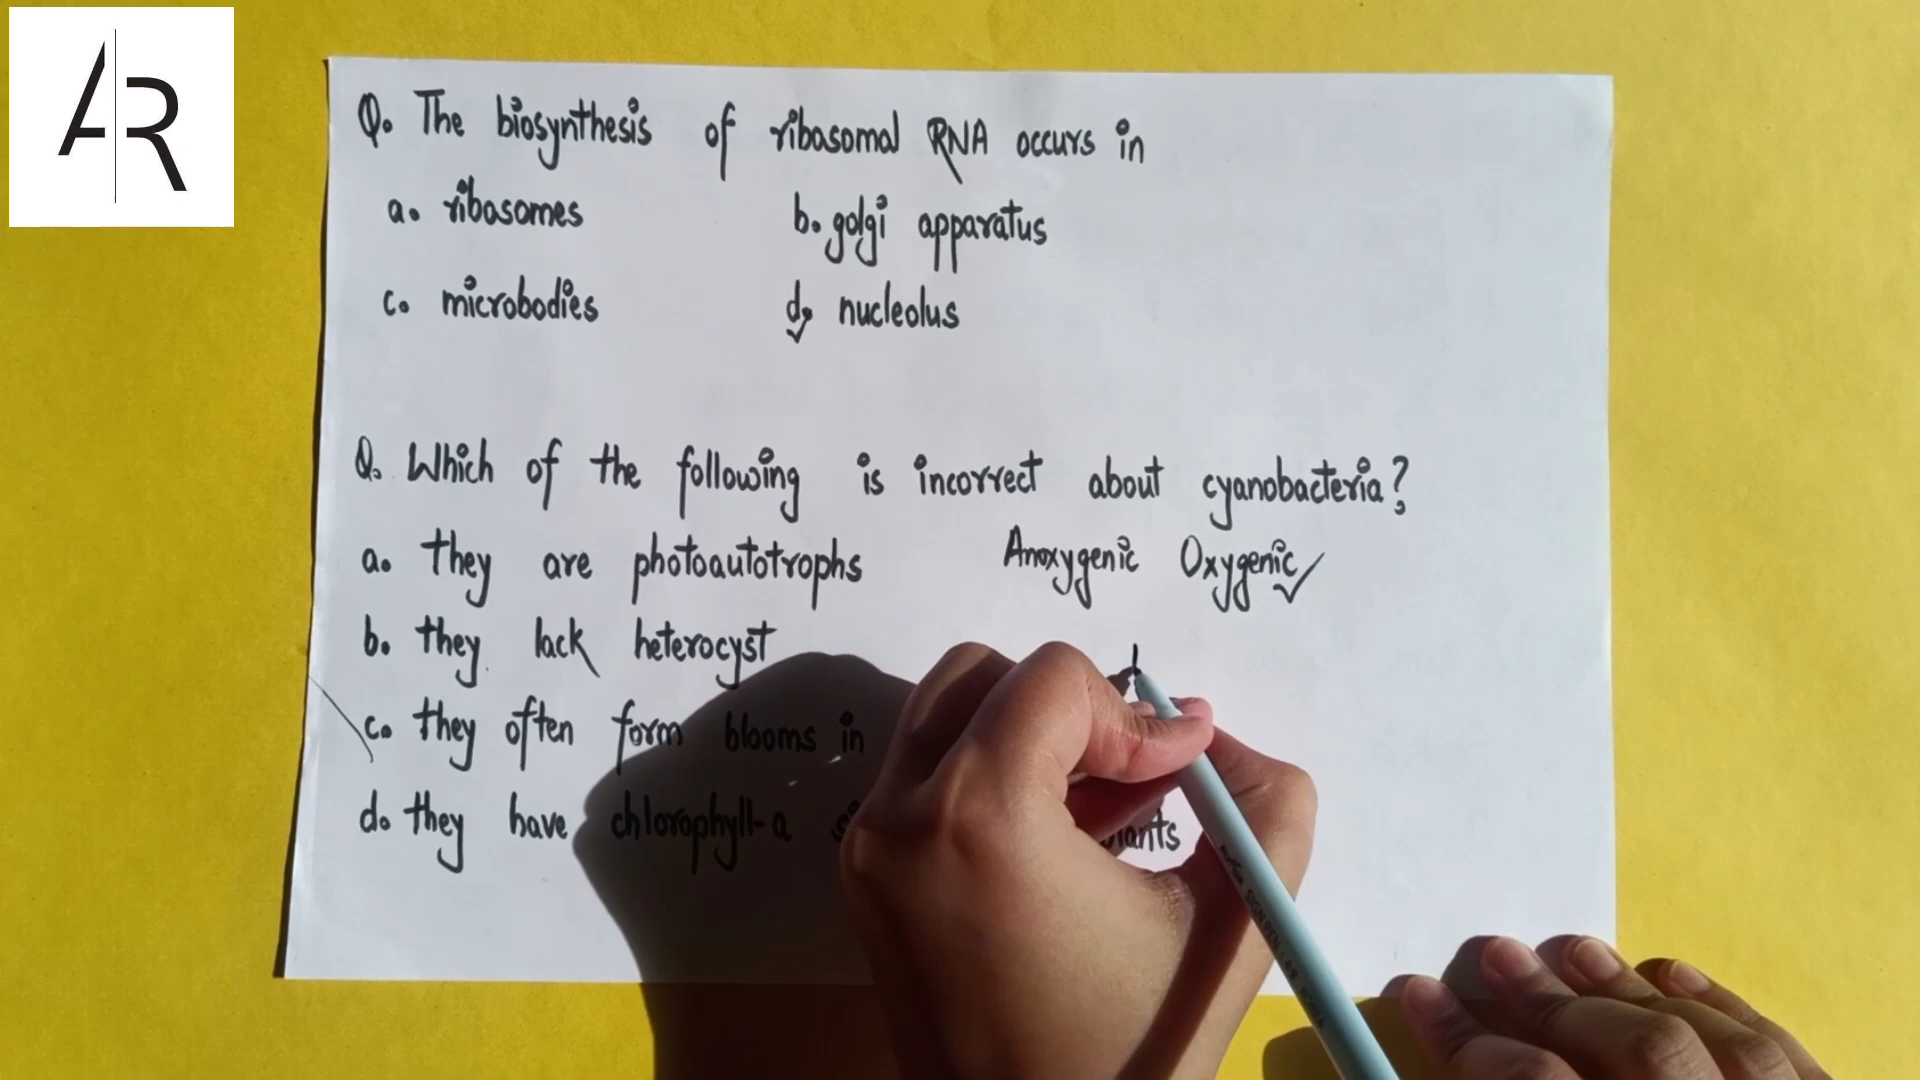 AR
Q. The biosynthesis of ribosomal RNA occurs in
a. ribosomes b. golgi apparatus
c. microbodies d. nucleolus
Q. Which of the following is incorrect about cyanobacteria?
a. they are photoautotrophs Anoxygenic Oxygenic
b. they lack heterocyst
c. they often form blooms in
d. they have chlorophyll-a